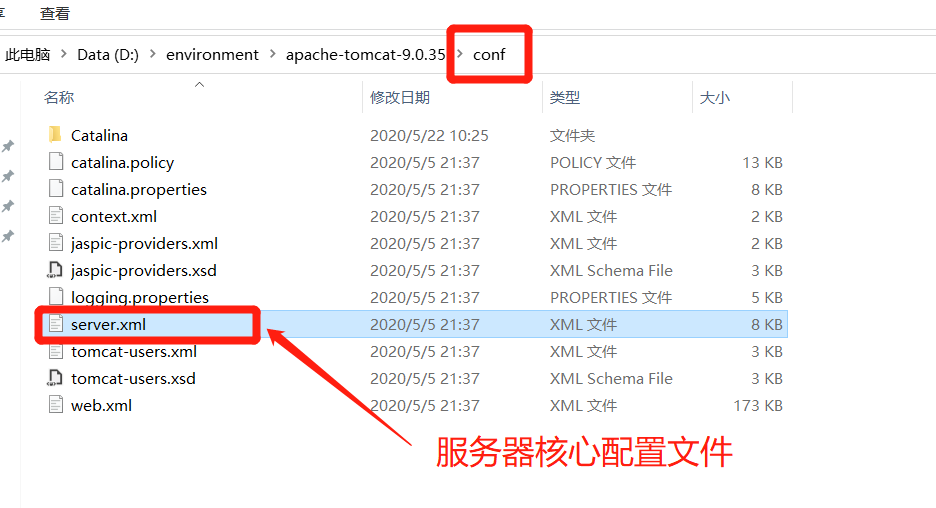 查看
此电脑 > Data (D:) > environment > apache-tomcat-9.0.35 > conf
名称 修改日期 类型 大小
Catalina 2020/5/22 10:25 文件夹
catalina.policy 2020/5/5 21:37 POLICY 文件 13 KB
catalina.properties 2020/5/5 21:37 PROPERTIES 文件 8 KB
context.xml 2020/5/5 21:37 XML 文件 2 KB
jaspic-providers.xml 2020/5/5 21:37 XML 文件 2 KB
jaspic-providers.xsd 2020/5/5 21:37 XML Schema File 3 KB
logging.properties 2020/5/5 21:37 PROPERTIES 文件 5 KB
server.xml 2020/5/5 21:37 XML 文件 8 KB
tomcat-users.xml 2020/5/5 21:37 XML 文件 3 KB
tomcat-users.xsd 2020/5/5 21:37 XML Schema File 3 KB
web.xml 2020/5/5 21:37 XML 文件 173 KB
服务器核心配置文件